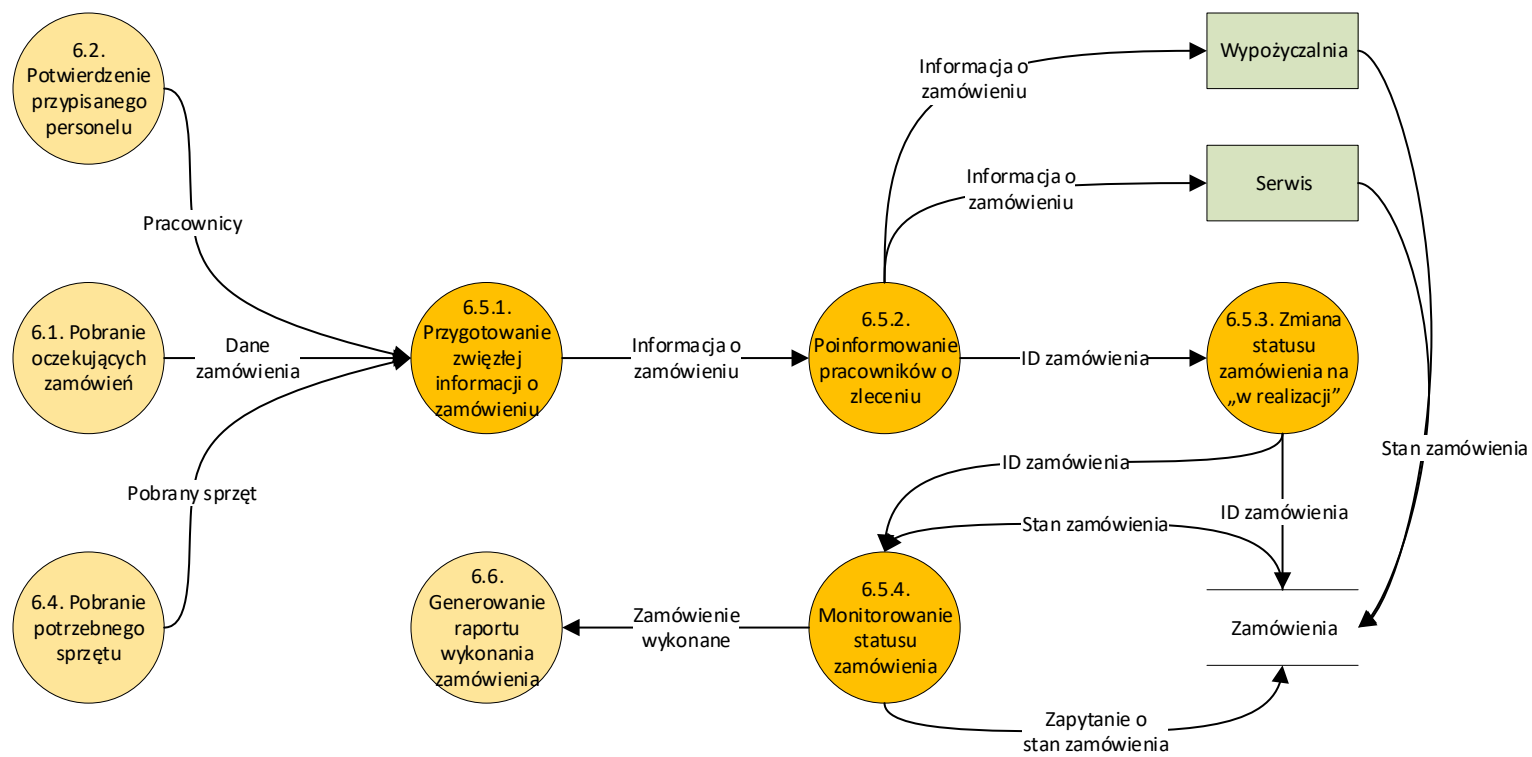 6.2.
Potwierdzenie
przypisanego
personelu
Pracownicy
6.1. Pobranie
oczekujących
zamówień
Dane
zamówienia
Pobrany sprzęt
6.4. Pobranie
potrzebnego
sprzętu
6.5.1.
Przygotowanie
zwięzłej
informacji o
zamówieniu
Informacja o
zamówieniu
6.5.2.
Poinformowanie
pracowników o
zleceniu
Informacja o
zamówieniu
Wypożyczalnia
Informacja o
zamówieniu
Serwis
ID zamówienia
6.5.3. Zmiana
statusu
zamówienia na
„w realizacji”
Stan zamówienia
ID zamówienia
ID zamówienia
Stan zamówienia
6.6.
Generowanie
raportu
wykonania
zamówienia
Zamówienie
wykonane
6.5.4.
Monitorowanie
statusu
zamówienia
Zamówienia
Zapytanie o
stan zamówienia